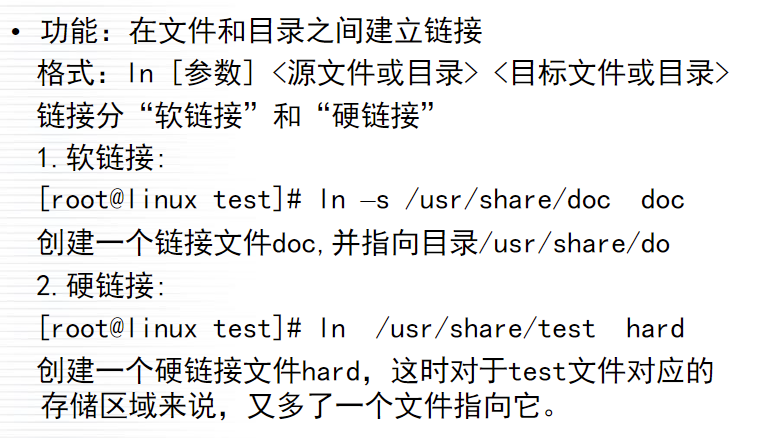 • 功能：在文件和目录之间建立链接
格式：ln [参数] <源文件或目录> <目标文件或目录>
链接分“软链接”和“硬链接”
1.软链接:
[root@linux test]# ln –s /usr/share/doc  doc
创建一个链接文件doc,并指向目录/usr/share/do
2.硬链接:
[root@linux test]# ln  /usr/share/test  hard
创建一个硬链接文件hard，这时对于test文件对应的
存储区域来说，又多了一个文件指向它。